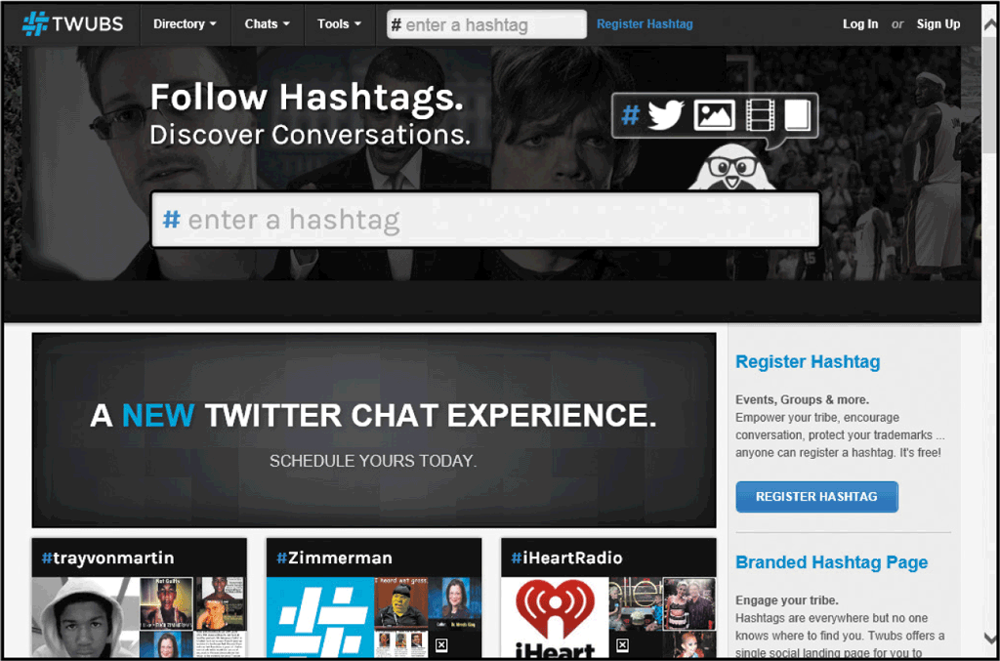 TWUBS Directory Chats Tools # enter a hashtag Register Hashtag Log In or Sign Up
Follow Hashtags.
Discover Conversations.
#
# enter a hashtag
A NEW TWITTER CHAT EXPERIENCE.
SCHEDULE YOURS TODAY.
Register Hashtag
Events, Groups & more.
Empower your tribe, encourage
conversation, protect your trademarks ...
anyone can register a hashtag. It's free!
REGISTER HASHTAG
#trayvonmartin
#Zimmerman
I heard wet grass
#iHeartRadio
iHeart
Branded Hashtag Page
Engage your tribe.
Hashtags are everywhere but no one
knows where to find you. Twubs offers a
single social landing page for you to